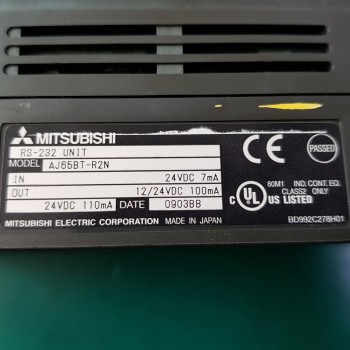 MITSUBISHI
RS-232 UNIT
MODEL AJ65BT-R2N
IN 24VDC 7mA
OUT 12/24VDC 100mA
24VDC 110mA DATE 0903BB
MITSUBISHI ELECTRIC CORPORATION MADE IN JAPAN
CE
PASSED
80M1 IND. CONT. EQ.
CLASS2 ONLY
C UL US LISTED
BD992C278H01